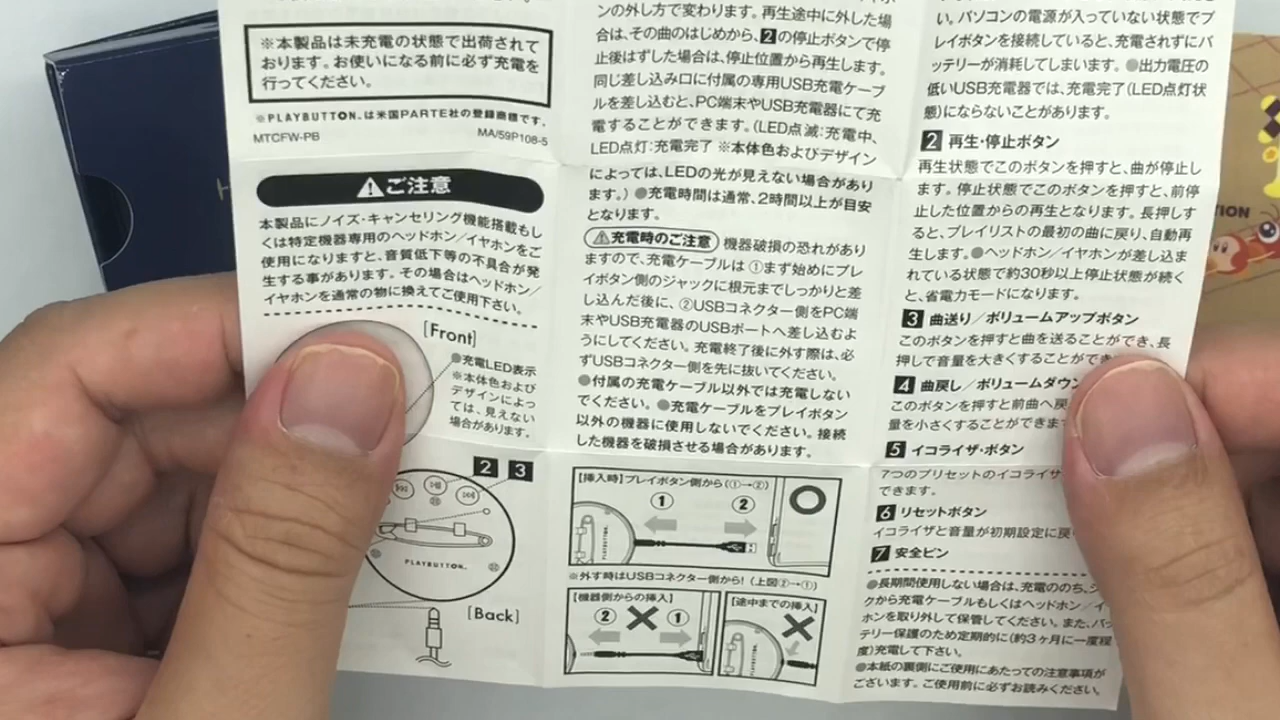 ※本製品は未充電の状態で出荷されて
おります。お使いになる前に必ず充電を
行ってください。
※PLAYBUTTON.は米国PARTE社の登録商標です。
MTCFW-PB
MA/59P108-5
ご注意
本製品にノイズ・キャンセリング機能搭載もし
くは特定機器専用のヘッドホン／イヤホンをご
使用になりますと、音質低下等の不具合が発
生する事があります。その場合はヘッドホン／
イヤホンを通常の物に換えてご使用下さい。
[Front]
●充電LED表示
※本体色および
デザインによっ
ては、見えない
場合があります。
2 3
PLAYBUTTON.
[Back]
ンの外し方で変わります。再生途中に外した場
合は、その曲のはじめから、2の停止ボタンで停
止後はずした場合は、停止位置から再生します。
同じ差し込み口に付属の専用USB充電ケーブ
ルを差し込むと、PC端末やUSB充電器にて充
電することができます。(LED点滅:充電中、
LED点灯:充電完了 ※本体色およびデザイン
によっては、LEDの光が見えない場合があり
ます。) ●充電時間は通常、2時間以上が目安
となります。
充電時のご注意 機器破損の恐れがあり
ますので、充電ケーブルは ①まず始めにプレ
イボタン側のジャックに根元までしっかりと差
し込んだ後に、②USBコネクター側をPC端
末やUSB充電器のUSBポートへ差し込むよ
うにしてください。充電終了後に外す際は、必
ずUSBコネクター側を先に抜いてください。
●付属の充電ケーブル以外では充電しない
でください。●充電ケーブルをプレイボタン
以外の機器に使用しないでください。接続
した機器を破損させる場合があります。
【挿入時】プレイボタン側から(①→②)
① ②
PLAYBUTTON.
※外す時はUSBコネクター側から!(上図②→①)
【機器側からの挿入】
② ①
【途中までの挿入】
い。パソコンの電源が入っていない状態でプ
レイボタンを接続していると、充電されずにバ
ッテリーが消耗してしまいます。●出力電圧の
低いUSB充電器では、充電完了(LED点灯状
態)にならないことがあります。
2 再生・停止ボタン
再生状態でこのボタンを押すと、曲が停止し
ます。停止状態でこのボタンを押すと、前停
止した位置からの再生となります。長押しす
ると、プレイリストの最初の曲に戻り、自動再
生します。●ヘッドホン／イヤホンが差し込ま
れている状態で約30秒以上停止状態が続く
と、省電力モードになります。
3 曲送り／ボリュームアップボタン
このボタンを押すと曲を送ることができ、長
押しで音量を大きくすることがで
4 曲戻し／ボリュームダウン
このボタンを押すと前曲へ戻
量を小さくすることができます
5 イコライザ・ボタン
7つのプリセットのイコライザ
できます。
6 リセットボタン
イコライザと音量が初期設定に戻
7 安全ピン
●長期間使用しない場合は、充電ののち、ジ
クから充電ケーブルもしくはヘッドホン／イ
ホンを取り外して保管してください。また、バッ
テリー保護のため定期的に(約3ヶ月に一度程
度)充電して下さい。
●本紙の裏側にご使用にあたっての注意事項が
ございます。ご使用前に必ずお読みください。
TION